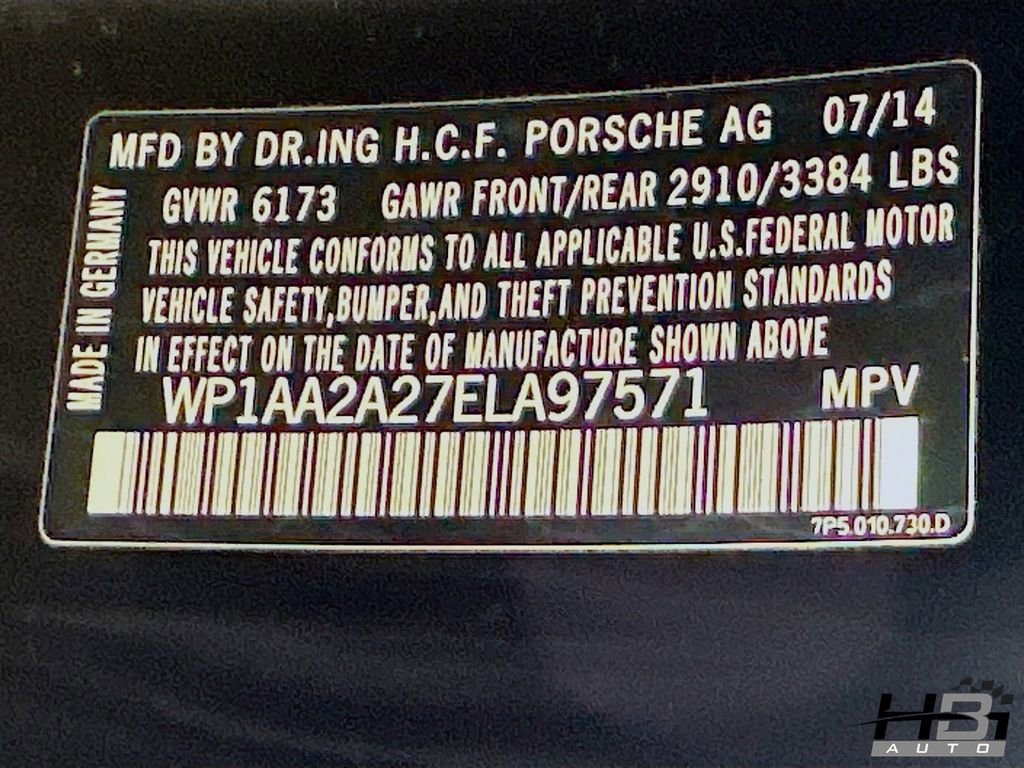 MFD BY DR.ING H.C.F. PORSCHE AG 07/14
GVWR 6173 GAWR FRONT/REAR 2910/3384 LBS
THIS VEHICLE CONFORMS TO ALL APPLICABLE U.S.FEDERAL MOTOR
VEHICLE SAFETY,BUMPER,AND THEFT PREVENTION STANDARDS
IN EFFECT ON THE DATE OF MANUFACTURE SHOWN ABOVE
WP1AA2A27ELA97571 MPV
7P5.010.730.D
MADE IN GERMANY
HBI
AUTO